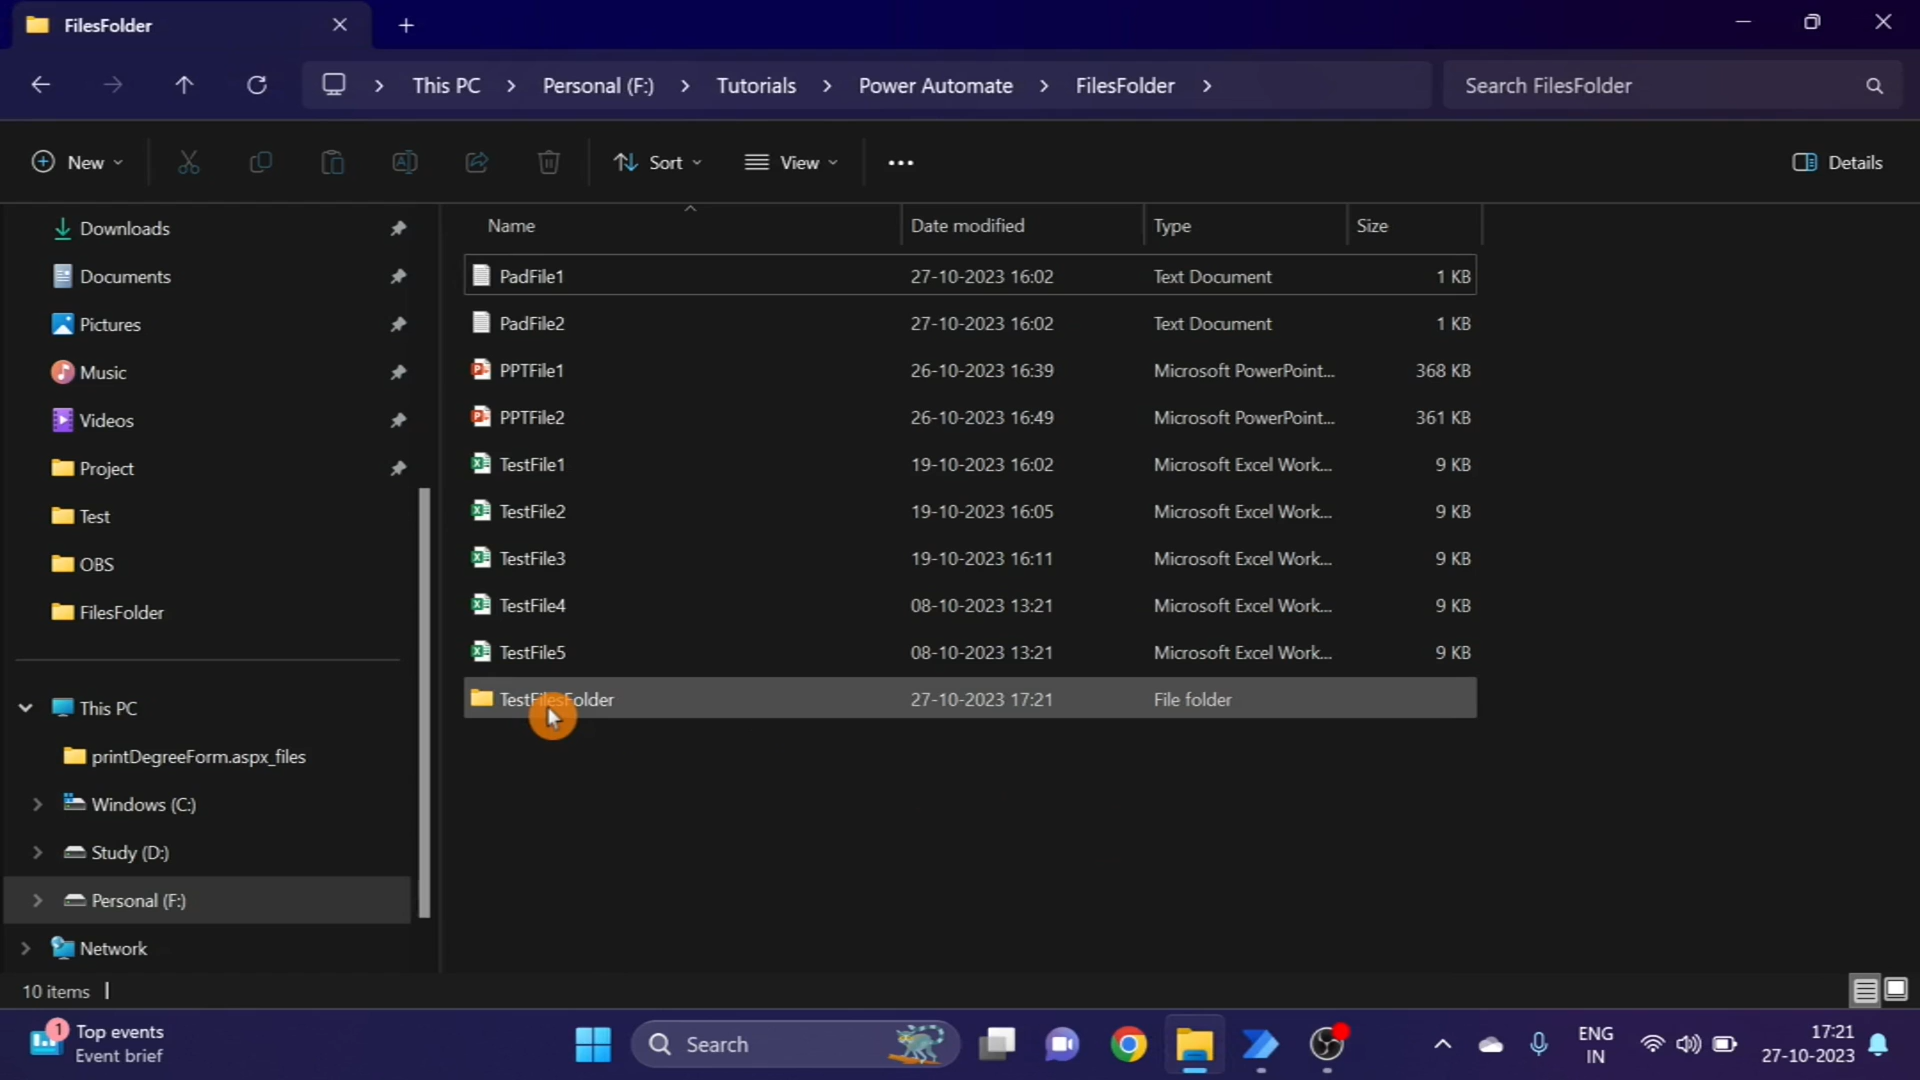 FilesFolder
This PC > Personal (F:) > Tutorials > Power Automate > FilesFolder >
Search FilesFolder
New
Sort
View
Details
Name Date modified Type Size
Downloads
Documents
Pictures
Music
Videos
Project
Test
OBS
FilesFolder
This PC
printDegreeForm.aspx_files
Windows (C:)
Study (D:)
Personal (F:)
Network
PadFile1 27-10-2023 16:02 Text Document 1 KB
PadFile2 27-10-2023 16:02 Text Document 1 KB
PPTFile1 26-10-2023 16:39 Microsoft PowerPoint... 368 KB
PPTFile2 26-10-2023 16:49 Microsoft PowerPoint... 361 KB
TestFile1 19-10-2023 16:02 Microsoft Excel Work... 9 KB
TestFile2 19-10-2023 16:05 Microsoft Excel Work... 9 KB
TestFile3 19-10-2023 16:11 Microsoft Excel Work... 9 KB
TestFile4 08-10-2023 13:21 Microsoft Excel Work... 9 KB
TestFile5 08-10-2023 13:21 Microsoft Excel Work... 9 KB
TestFilesFolder 27-10-2023 17:21 File folder
10 items
1
Top events
Event brief
Search
ENG
IN
17:21
27-10-2023